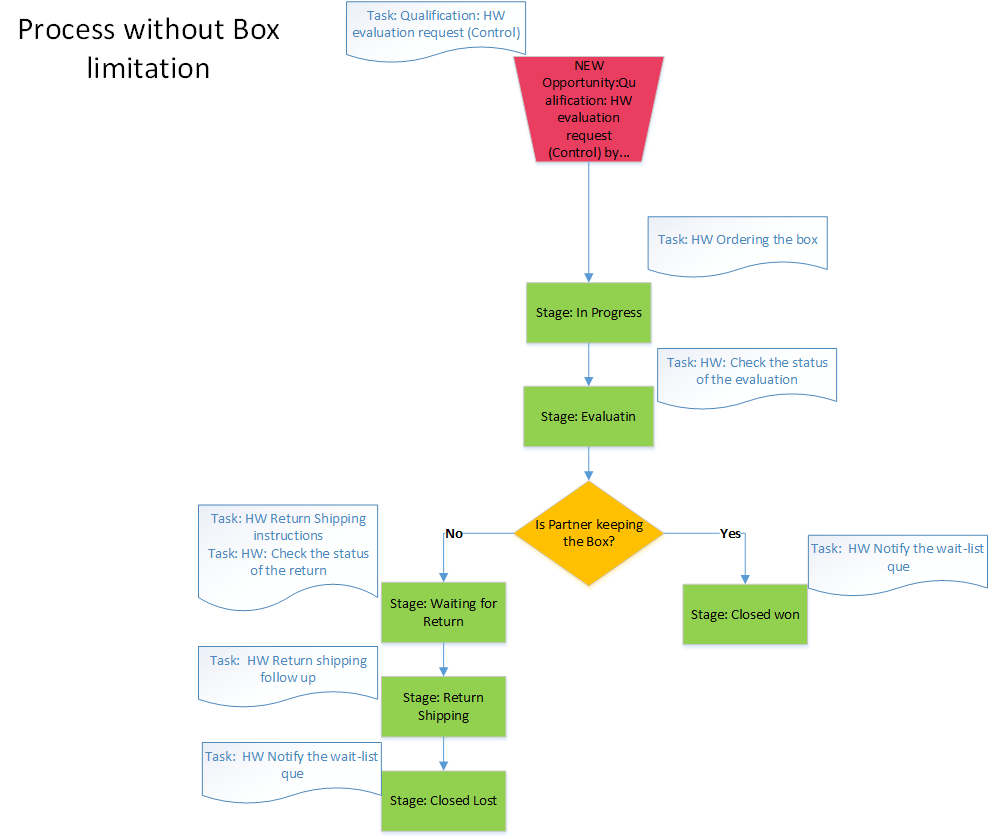 Process without Box
limitation
Task: Qualification: HW
evaluation request (Control)
NEW
Opportunity:Qu
alification: HW
evaluation
request
(Control) by...
Task: HW Ordering the box
Stage: In Progress
Task: HW: Check the status
of the evaluation
Stage: Evaluatin
Is Partner keeping
the Box?
No
Yes
Task: HW Return Shipping
instructions
Task: HW: Check the status
of the return
Task:  HW Notify the wait-list
que
Stage: Waiting for
Return
Stage: Closed won
Task:  HW Return shipping
follow up
Stage: Return
Shipping
Task:  HW Notify the wait-list
que
Stage: Closed Lost